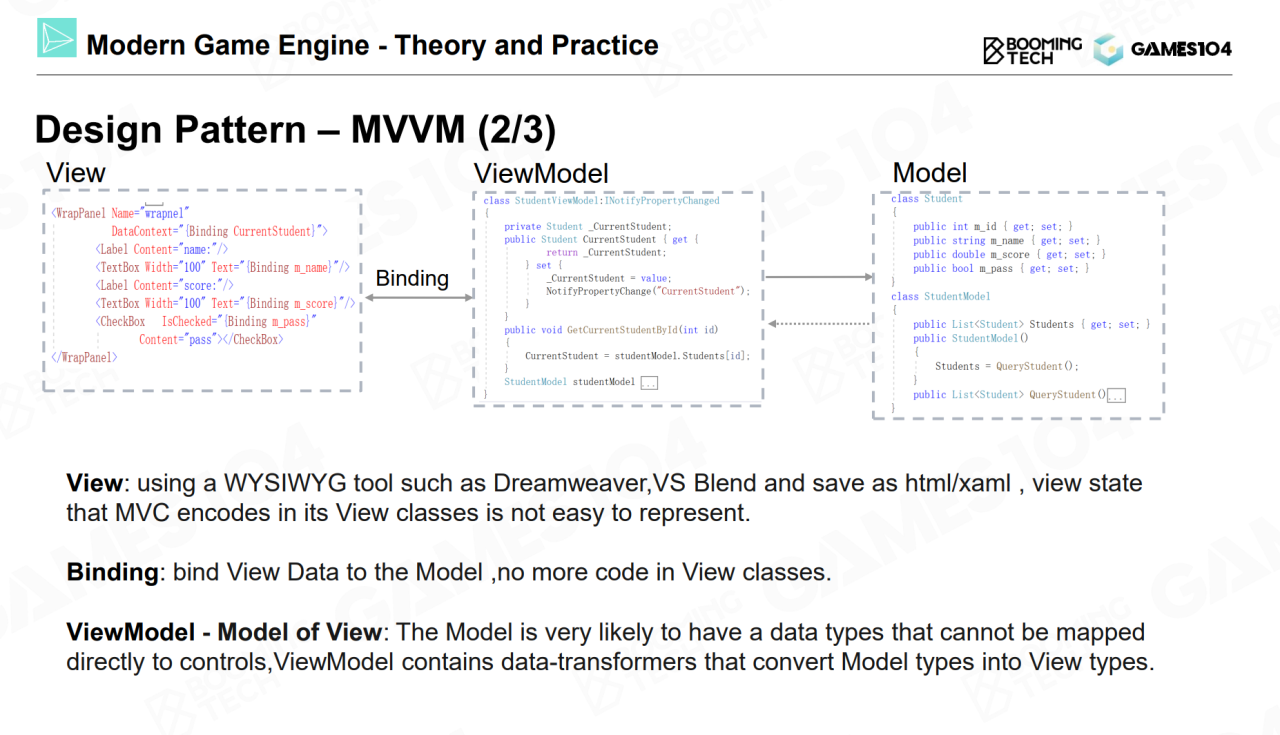 Modern Game Engine - Theory and Practice
BOOMING
TECH
GAMES104
Design Pattern – MVVM (2/3)
View
<WrapPanel Name="wrapnel"
DataContext="{Binding CurrentStudent}">
<Label Content="name:"/>
<TextBox Width="100" Text="{Binding m_name}"/>
<Label Content="score:"/>
<TextBox Width="100" Text="{Binding m_score}"/>
<CheckBox IsChecked="{Binding m_pass}"
Content="pass"></CheckBox>
</WrapPanel>
Binding
ViewModel
class StudentViewModel:INotifyPropertyChanged
{
private Student _CurrentStudent;
public Student CurrentStudent { get {
return _CurrentStudent;
} set {
_CurrentStudent = value;
NotifyPropertyChange("CurrentStudent");
}
}
public void GetCurrentStudentById(int id)
{
CurrentStudent = studentModel.Students[id];
}
StudentModel studentModel ...
}
Model
class Student
{
public int m_id { get; set; }
public string m_name { get; set; }
public double m_score { get; set; }
public bool m_pass { get; set; }
}
class StudentModel
{
public List<Student> Students { get; set; }
public StudentModel()
{
Students = QueryStudent();
}
public List<Student> QueryStudent()...
}
View: using a WYSIWYG tool such as Dreamweaver,VS Blend and save as html/xaml , view state
that MVC encodes in its View classes is not easy to represent.
Binding: bind View Data to the Model ,no more code in View classes.
ViewModel - Model of View: The Model is very likely to have a data types that cannot be mapped
directly to controls,ViewModel contains data-transformers that convert Model types into View types.